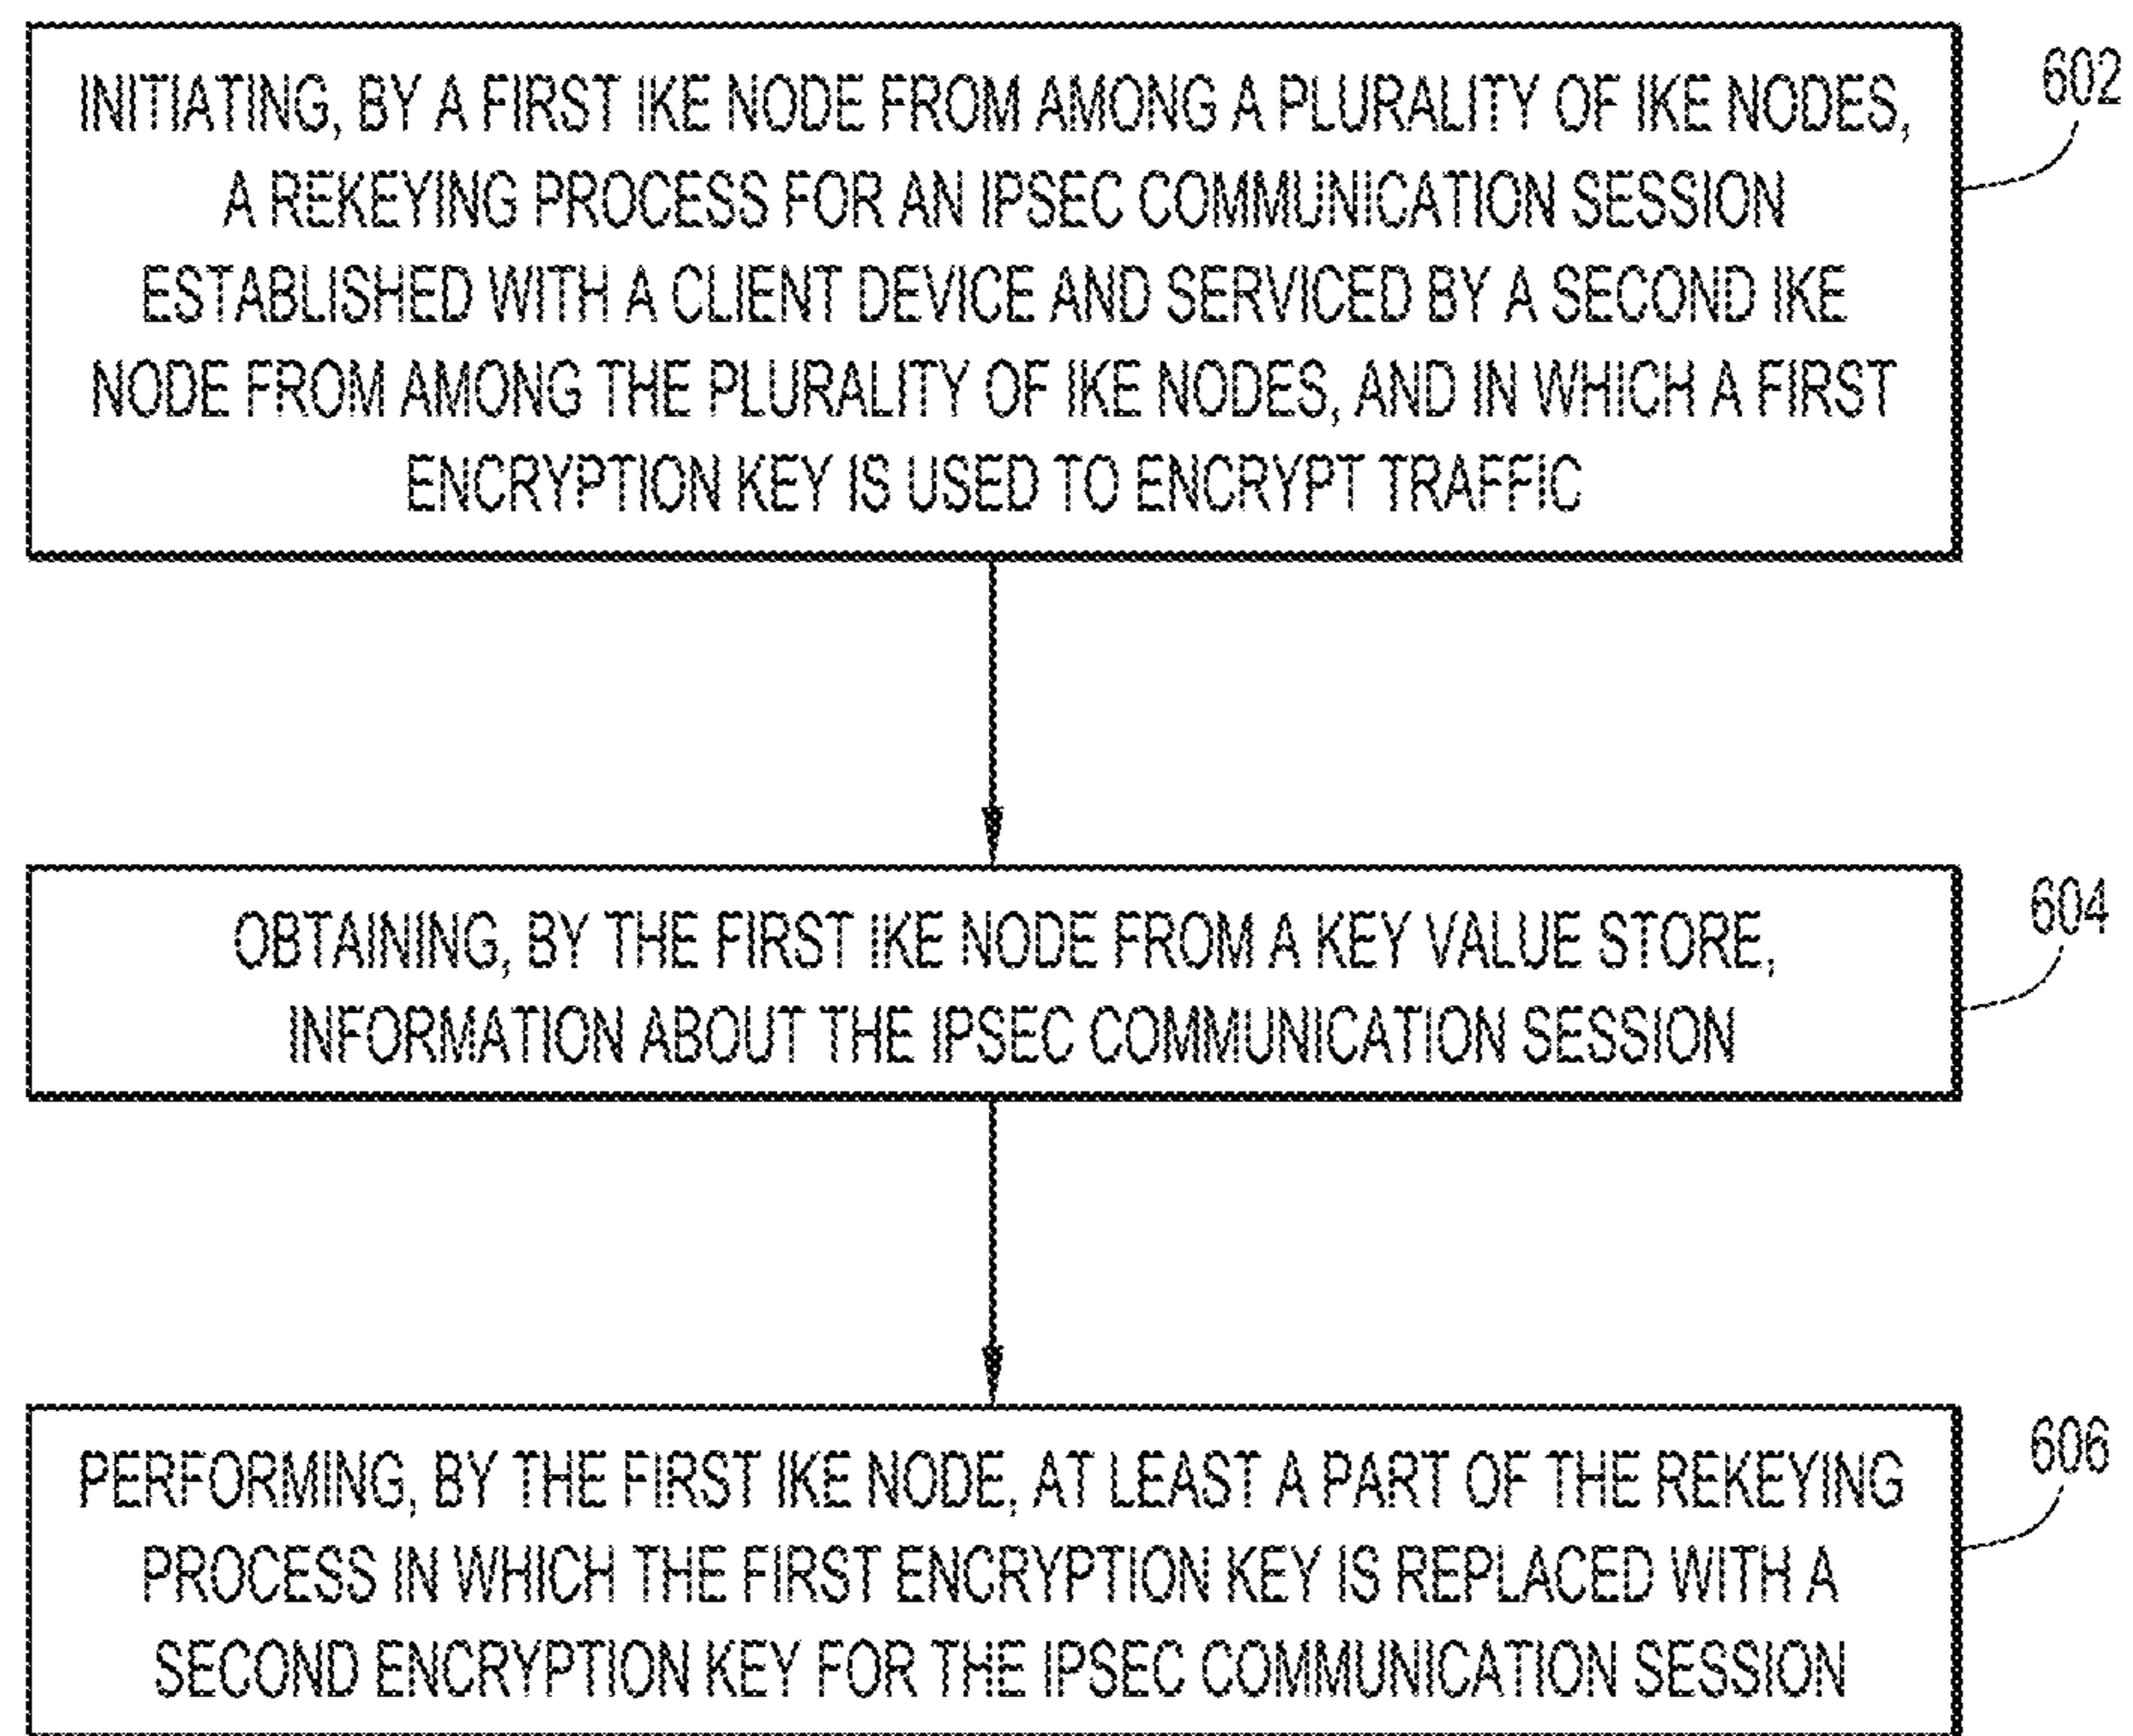 INITIATING, BY A FIRST IKE NODE FROM AMONG A PLURALITY OF IKE NODES,
A REKEYING PROCESS FOR AN IPSEC COMMUNICATION SESSION
ESTABLISHED WITH A CLIENT DEVICE AND SERVICED BY A SECOND IKE
NODE FROM AMONG THE PLURALITY OF IKE NODES, AND IN WHICH A FIRST
ENCRYPTION KEY IS USED TO ENCRYPT TRAFFIC
602
OBTAINING, BY THE FIRST IKE NODE FROM A KEY VALUE STORE,
INFORMATION ABOUT THE IPSEC COMMUNICATION SESSION
604
PERFORMING, BY THE FIRST IKE NODE, AT LEAST A PART OF THE REKEYING
PROCESS IN WHICH THE FIRST ENCRYPTION KEY IS REPLACED WITH A
SECOND ENCRYPTION KEY FOR THE IPSEC COMMUNICATION SESSION
606